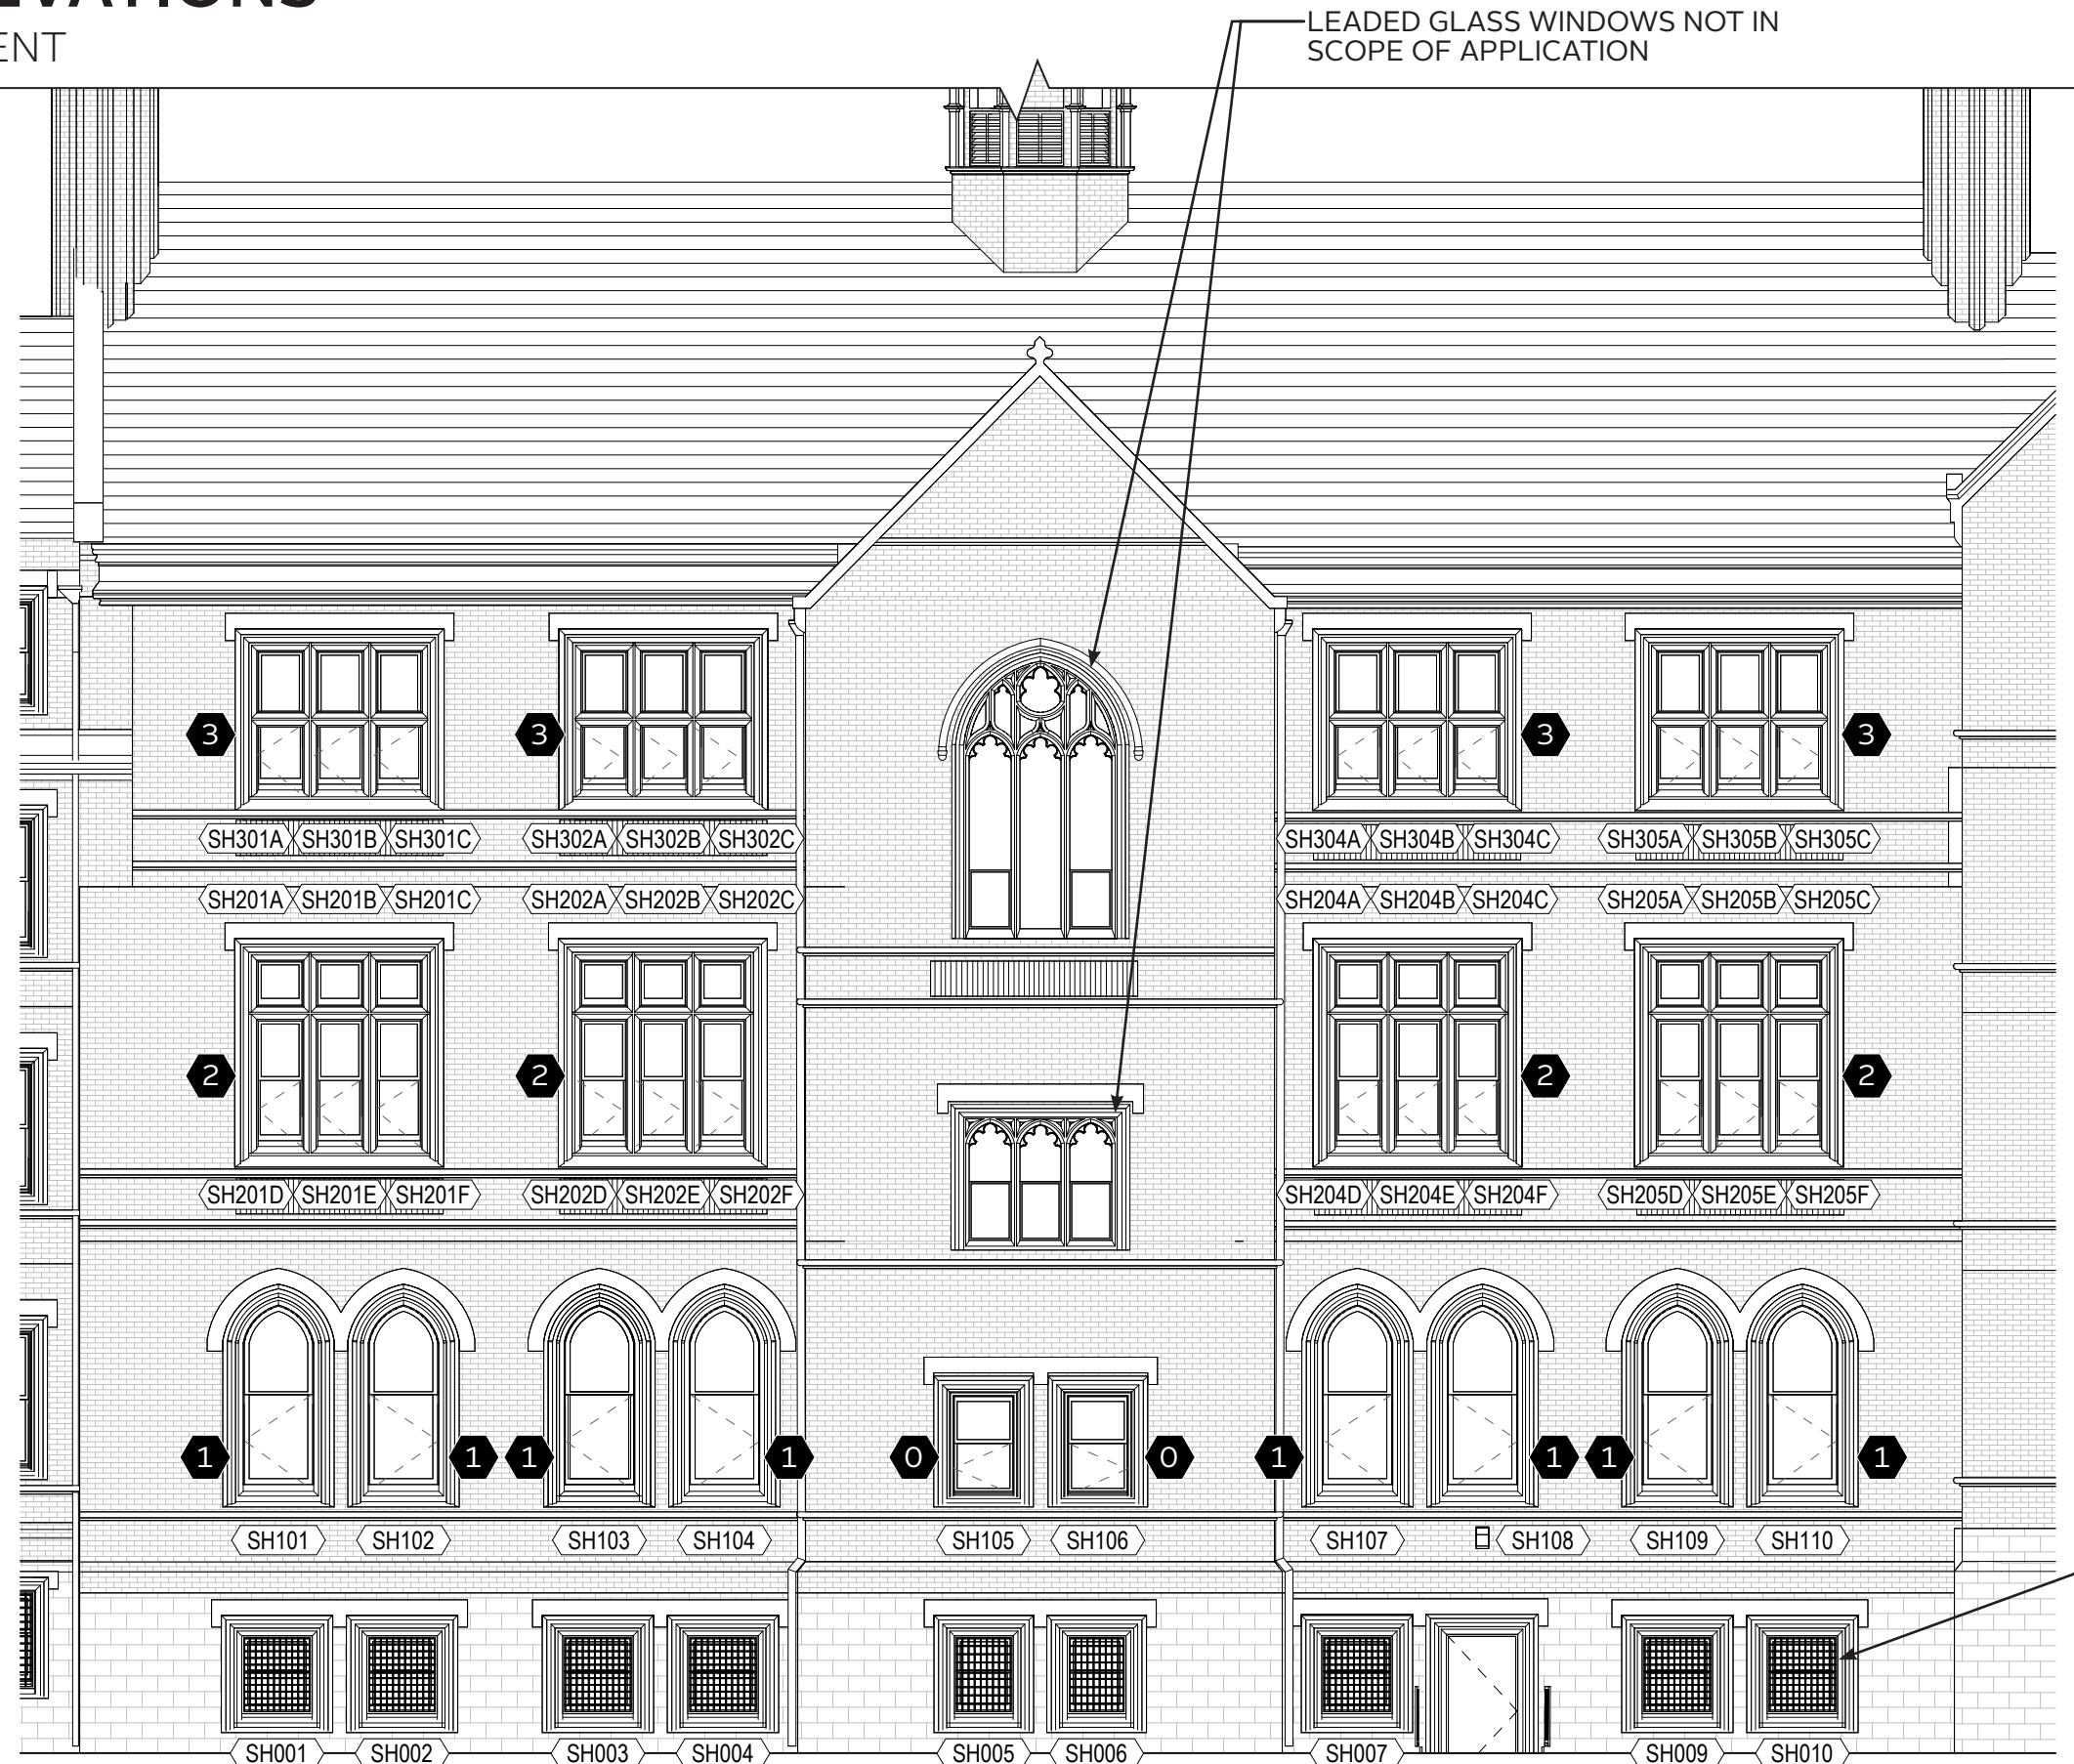 ENT
LEADED GLASS WINDOWS NOT IN
SCOPE OF APPLICATION
3 3 3 3
SH301A SH301B SH301C SH302A SH302B SH302C SH304A SH304B SH304C SH305A SH305B SH305C
SH201A SH201B SH201C SH202A SH202B SH202C SH204A SH204B SH204C SH205A SH205B SH205C
2 2 2 2
SH201D SH201E SH201F SH202D SH202E SH202F SH204D SH204E SH204F SH205D SH205E SH205F
1 1 1 1 0 0 1 1 1 1
SH101 SH102 SH103 SH104 SH105 SH106 SH107 SH108 SH109 SH110
SH001 SH002 SH003 SH004 SH005 SH006 SH007 SH009 SH010